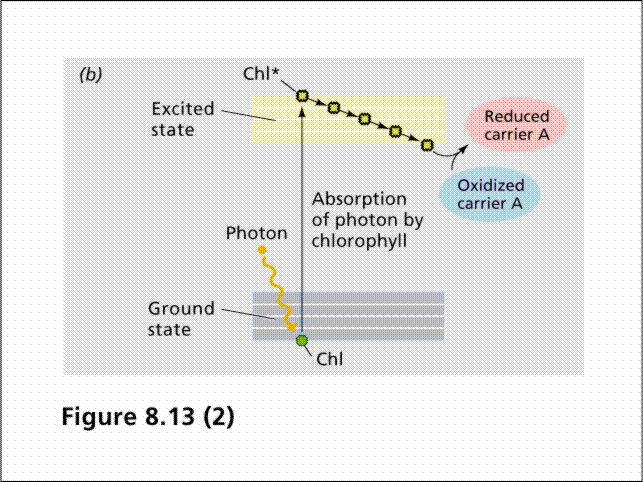 (b)
Chl*
Excited
state
Reduced
carrier A
Oxidized
carrier A
Absorption
of photon by
chlorophyll
Photon
Ground
state
Chl
Figure 8.13 (2)